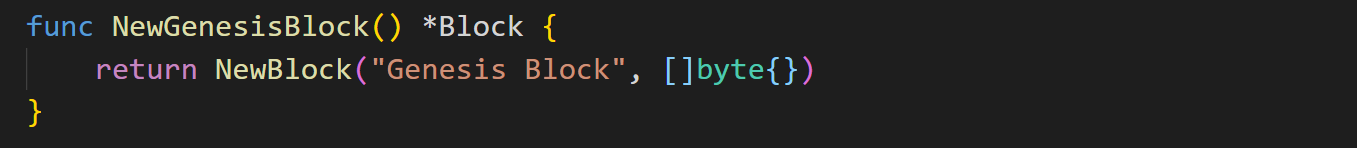 func NewGenesisBlock() *Block {
    return NewBlock("Genesis Block", []byte{})
}